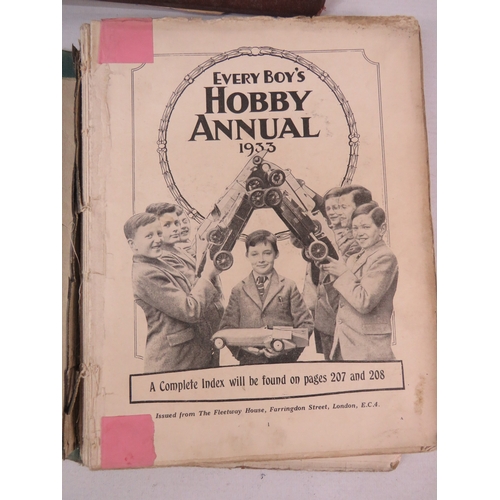 EVERY BOY'S
HOBBY
ANNUAL
1933
A Complete Index will be found on pages 207 and 208
Issued from The Fleetway House, Farringdon Street, London, E.C.4.